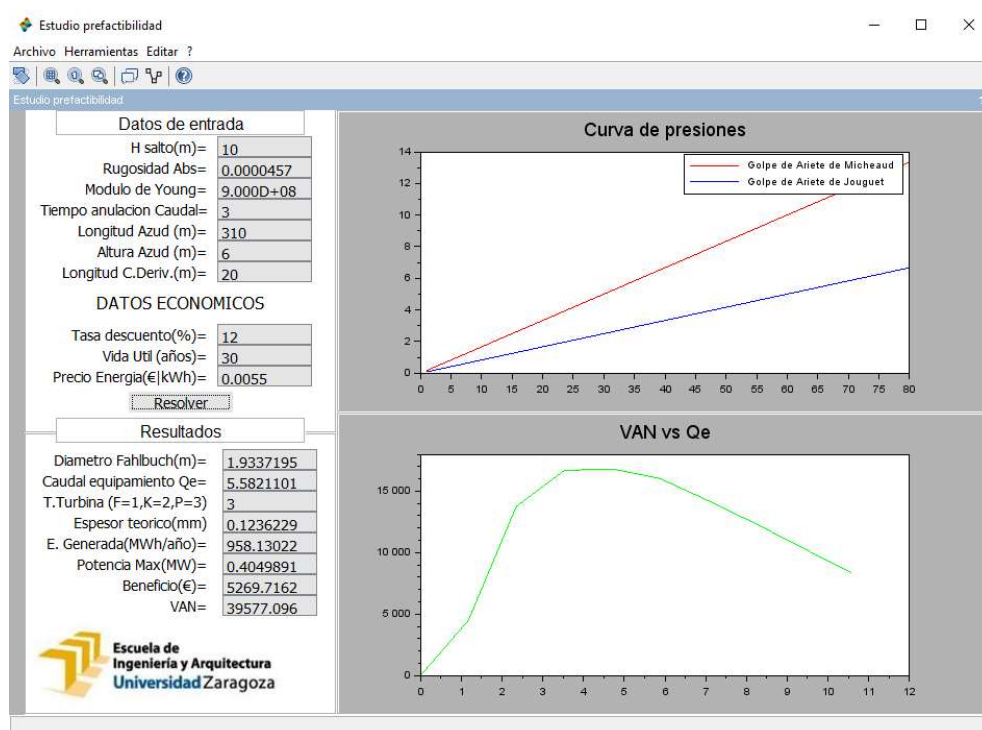 Estudio prefactibilidad
Archivo Herramientas Editar ?
Estudio prefactibilidad
Datos de entrada
H salto(m)= 10
Rugosidad Abs= 0.0000457
Modulo de Young= 9.000D+08
Tiempo anulacion Caudal= 3
Longitud Azud (m)= 310
Altura Azud (m)= 6
Longitud C.Deriv.(m)= 20
DATOS ECONOMICOS
Tasa descuento(%)= 12
Vida Util (años)= 30
Precio Energia(€|kWh)= 0.0055
Resolver
Resultados
Diametro Fahlbuch(m)= 1.9337195
Caudal equipamiento Qe= 5.5821101
T.Turbina (F=1,K=2,P=3) 3
Espesor teorico(mm) 0.1236229
E. Generada(MWh/año)= 958.13022
Potencia Max(MW)= 0.4049891
Beneficio(€)= 5269.7162
VAN= 39577.096
Escuela de
Ingeniería y Arquitectura
Universidad Zaragoza
Curva de presiones
Golpe de Ariete de Micheaud
Golpe de Ariete de Jouguet
14
12
10
8
6
4
2
0
0 5 10 15 20 25 30 35 40 45 50 55 60 65 70 75 80
VAN vs Qe
15 000
10 000
5 000
0
0 1 2 3 4 5 6 7 8 9 10 11 12